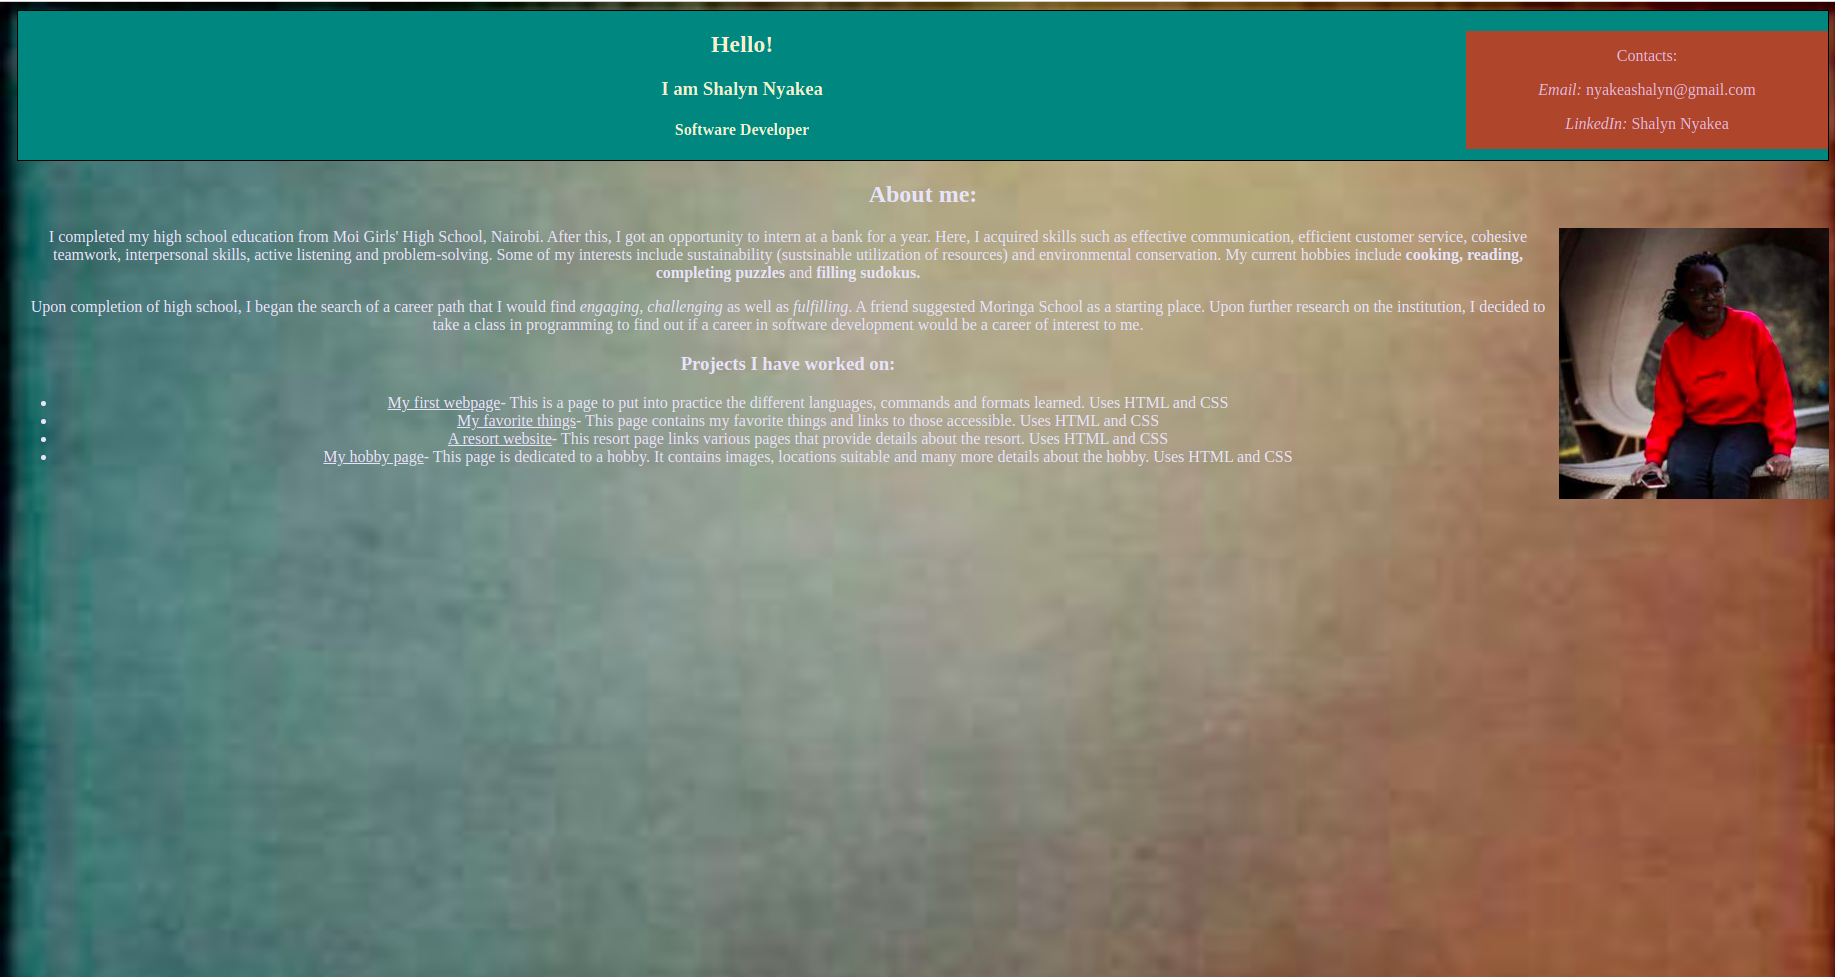 Hello!
I am Shalyn Nyakea
Software Developer
Contacts:
Email: nyakeashalyn@gmail.com
LinkedIn: Shalyn Nyakea
About me:
I completed my high school education from Moi Girls' High School, Nairobi. After this, I got an opportunity to intern at a bank for a year. Here, I acquired skills such as effective communication, efficient customer service, cohesive
teamwork, interpersonal skills, active listening and problem-solving. Some of my interests include sustainability (sustsinable utilization of resources) and environmental conservation. My current hobbies include cooking, reading,
completing puzzles and filling sudokus.
Upon completion of high school, I began the search of a career path that I would find engaging, challenging as well as fulfilling. A friend suggested Moringa School as a starting place. Upon further research on the institution, I decided to
take a class in programming to find out if a career in software development would be a career of interest to me.
Projects I have worked on:
My first webpage- This is a page to put into practice the different languages, commands and formats learned. Uses HTML and CSS
My favorite things- This page contains my favorite things and links to those accessible. Uses HTML and CSS
A resort website- This resort page links various pages that provide details about the resort. Uses HTML and CSS
My hobby page- This page is dedicated to a hobby. It contains images, locations suitable and many more details about the hobby. Uses HTML and CSS